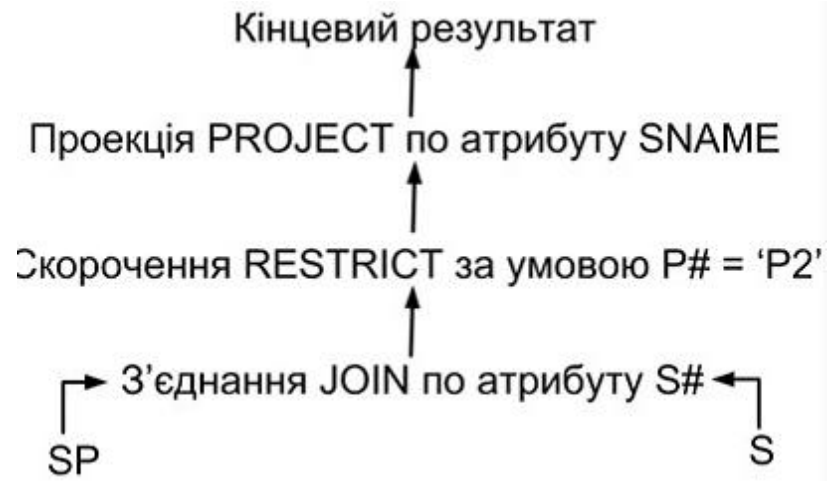 Кінцевий результат
Проекція PROJECT по атрибуту SNAME
Скорочення RESTRICT за умовою P# = ‘P2’
З’єднання JOIN по атрибуту S#
SP
S